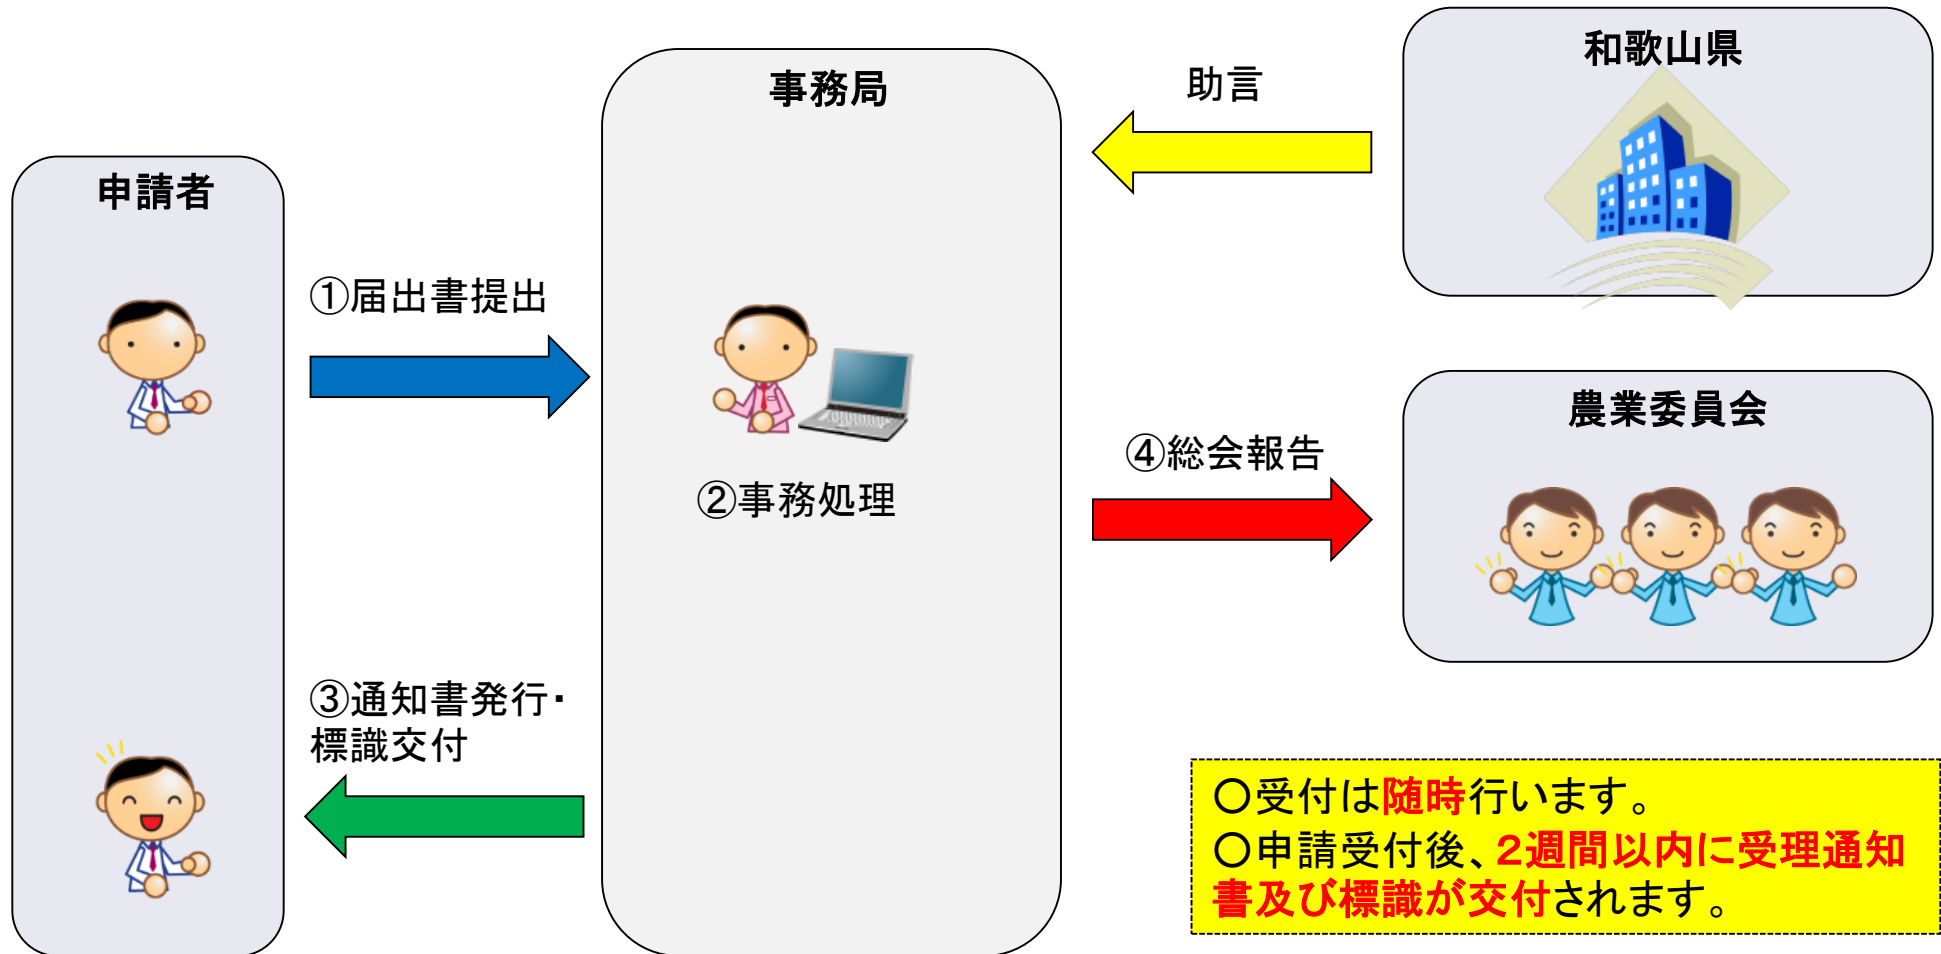 申請者
①届出書提出
③通知書発行・
標識交付
事務局
②事務処理
助言
④総会報告
和歌山県
農業委員会
〇受付は随時行います。
〇申請受付後、２週間以内に受理通知
書及び標識が交付されます。